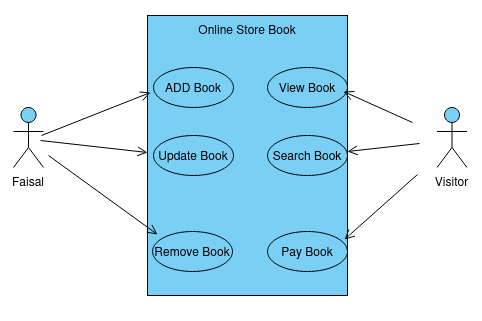 Online Store Book
ADD Book
View Book
Update Book
Search Book
Faisal
Visitor
Remove Book
Pay Book